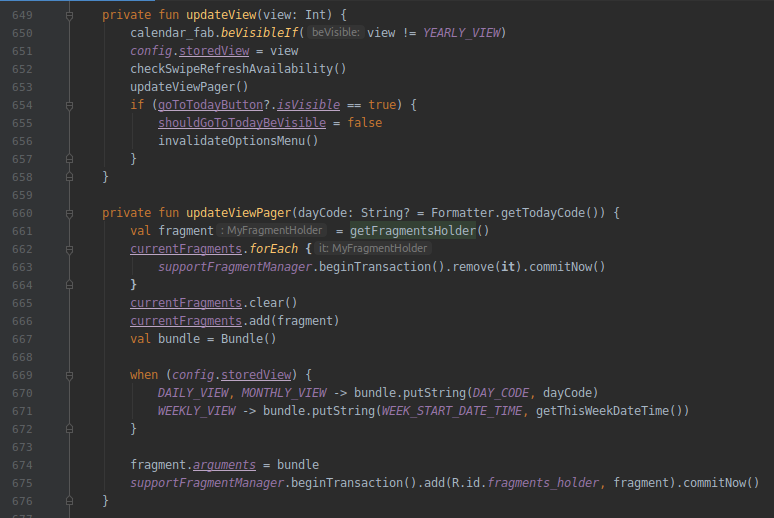 649 private fun updateView(view: Int) {
650 calendar_fab.beVisibleIf( beVisible: view != YEARLY_VIEW)
651 config.storedView = view
652 checkSwipeRefreshAvailability()
653 updateViewPager()
654 if (goToTodayButton?.isVisible == true) {
655 shouldGoToTodayBeVisible = false
656 invalidateOptionsMenu()
657 }
658 }
659
660 private fun updateViewPager(dayCode: String? = Formatter.getTodayCode()) {
661 val fragment : MyFragmentHolder = getFragmentsHolder()
662 currentFragments.forEach { it: MyFragmentHolder
663 supportFragmentManager.beginTransaction().remove(it).commitNow()
664 }
665 currentFragments.clear()
666 currentFragments.add(fragment)
667 val bundle = Bundle()
668
669 when (config.storedView) {
670 DAILY_VIEW, MONTHLY_VIEW -> bundle.putString(DAY_CODE, dayCode)
671 WEEKLY_VIEW -> bundle.putString(WEEK_START_DATE_TIME, getThisWeekDateTime())
672 }
673
674 fragment.arguments = bundle
675 supportFragmentManager.beginTransaction().add(R.id.fragments_holder, fragment).commitNow()
676 }
677